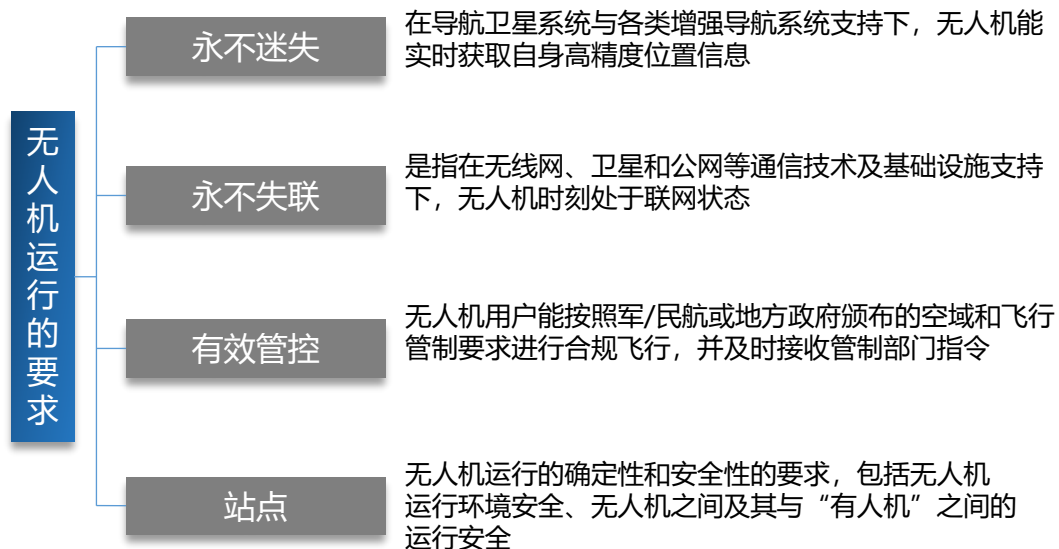 无人机运行的要求
永不迷失
在导航卫星系统与各类增强导航系统支持下，无人机能
实时获取自身高精度位置信息
永不失联
是指在无线网、卫星和公网等通信技术及基础设施支持
下，无人机时刻处于联网状态
有效管控
无人机用户能按照军/民航或地方政府颁布的空域和飞行
管制要求进行合规飞行，并及时接收管制部门指令
站点
无人机运行的确定性和安全性的要求，包括无人机
运行环境安全、无人机之间及其与“有人机”之间的
运行安全